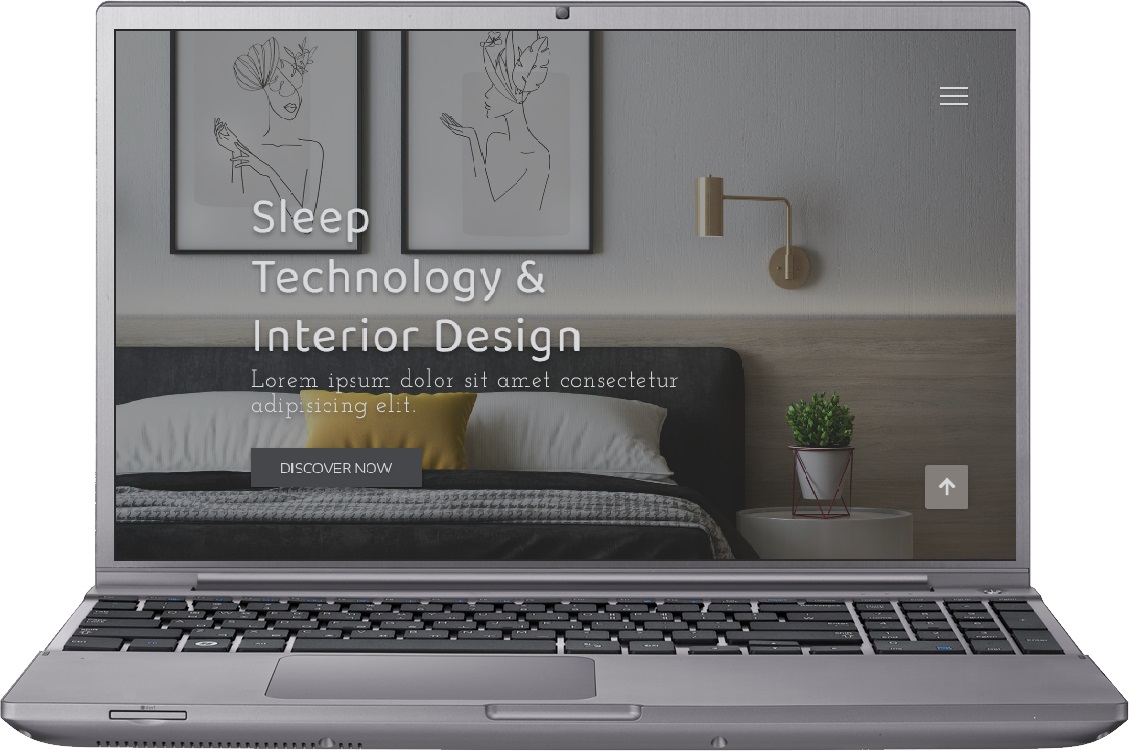 Sleep
Technology &
Interior Design
Lorem ipsum dolor sit amet consectetur
adipisicing elit.
DISCOVER NOW